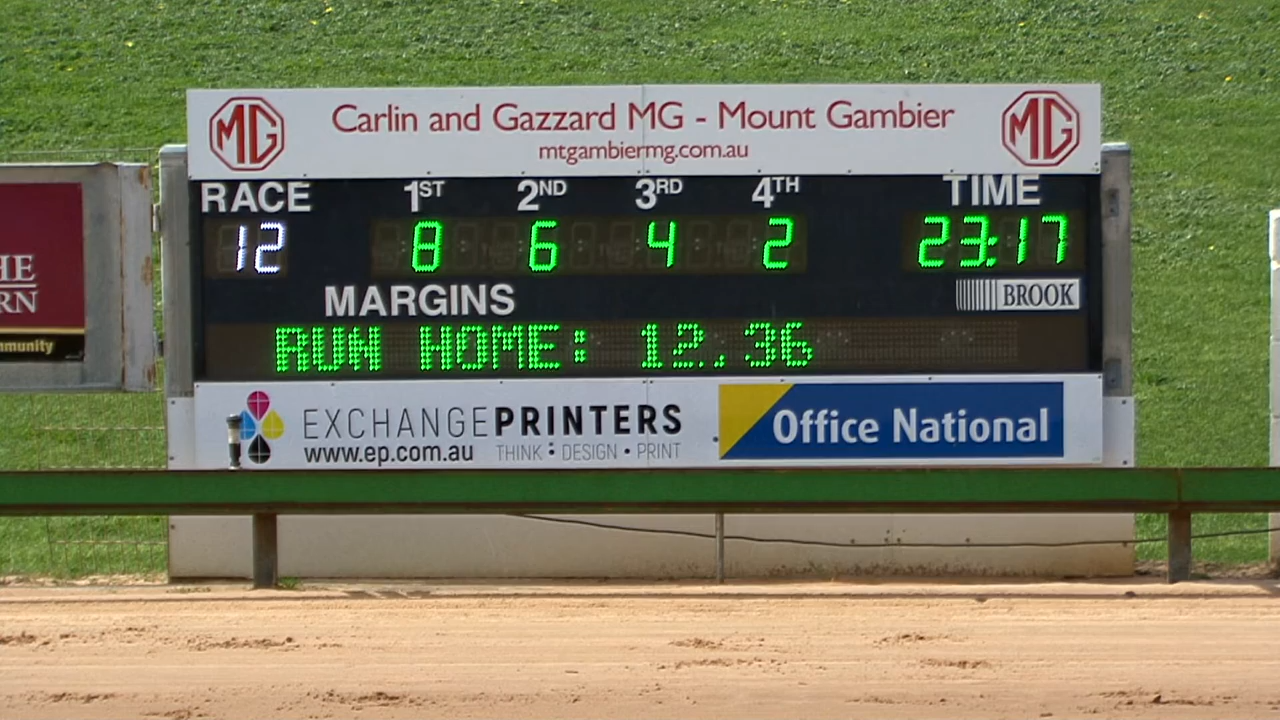 MG Carlin and Gazzard MG - Mount Gambier MG
mtgambiermg.com.au
RACE 1ST 2ND 3RD 4TH TIME
12 8 6 4 2 23:17
MARGINS BROOK
RUN HOME: 12.36
EXCHANGEPRINTERS
www.ep.com.au THINK : DESIGN • PRINT
Office National
HE
RN
mmunity